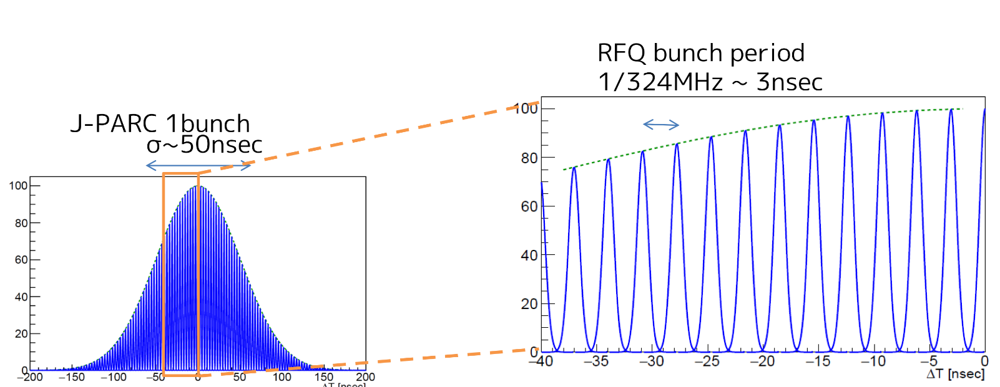 RFQ bunch period
1/324MHz ~ 3nsec
J-PARC 1bunch
σ~50nsec
100
80
60
40
20
0
−200 −150 −100 −50 0 50 100 150 200
ΔT [nsec]
100
80
60
40
20
0
−40 −35 −30 −25 −20 −15 −10 −5 0
ΔT [nsec]